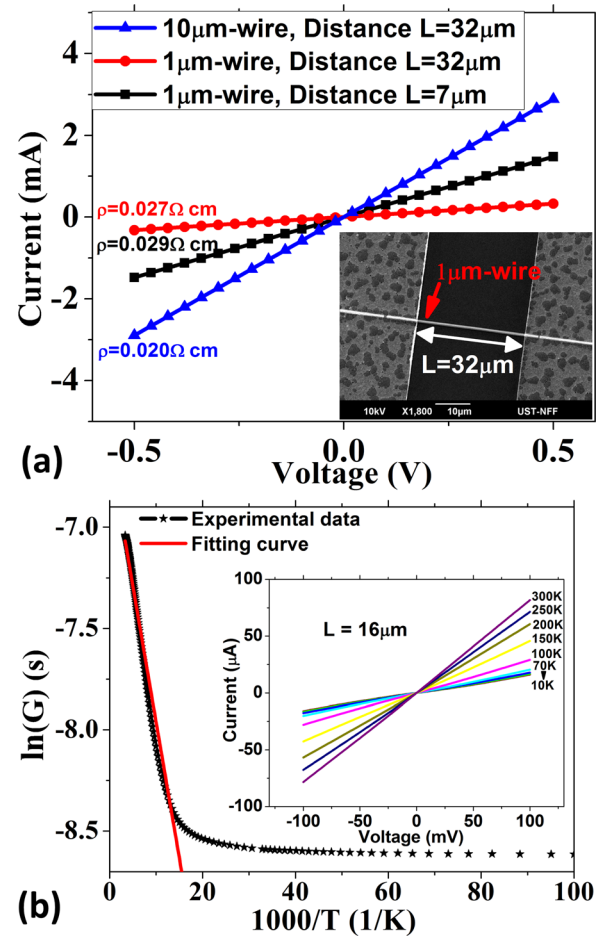 10μm-wire, Distance L=32μm
1μm-wire, Distance L=32μm
1μm-wire, Distance L=7μm
4
2
0
-2
-4
Current (mA)
ρ=0.027Ω cm
ρ=0.029Ω cm
ρ=0.020Ω cm
1μm-wire
L=32μm
10kV X1,800 10μm UST-NFF
-0.5 0.0 0.5
Voltage (V)
(a)
Experimental data
Fitting curve
-7.0
-7.5
-8.0
-8.5
ln(G) (s)
L = 16μm
100
50
0
-50
-100
Current (μA)
300K
250K
200K
150K
100K
70K
10K
-100 -50 0 50 100
Voltage (mV)
0 20 40 60 80 100
1000/T (1/K)
(b)